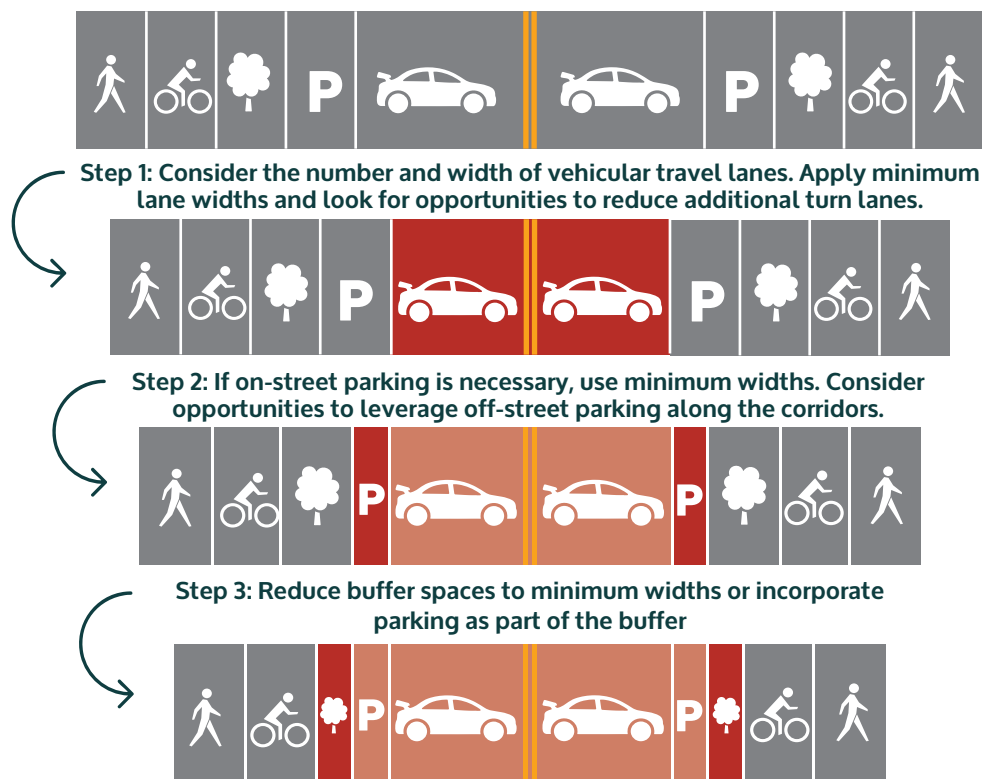 P P
Step 1: Consider the number and width of vehicular travel lanes. Apply minimum
lane widths and look for opportunities to reduce additional turn lanes.
P P
Step 2: If on-street parking is necessary, use minimum widths. Consider
opportunities to leverage off-street parking along the corridors.
P P
Step 3: Reduce buffer spaces to minimum widths or incorporate
parking as part of the buffer
P P